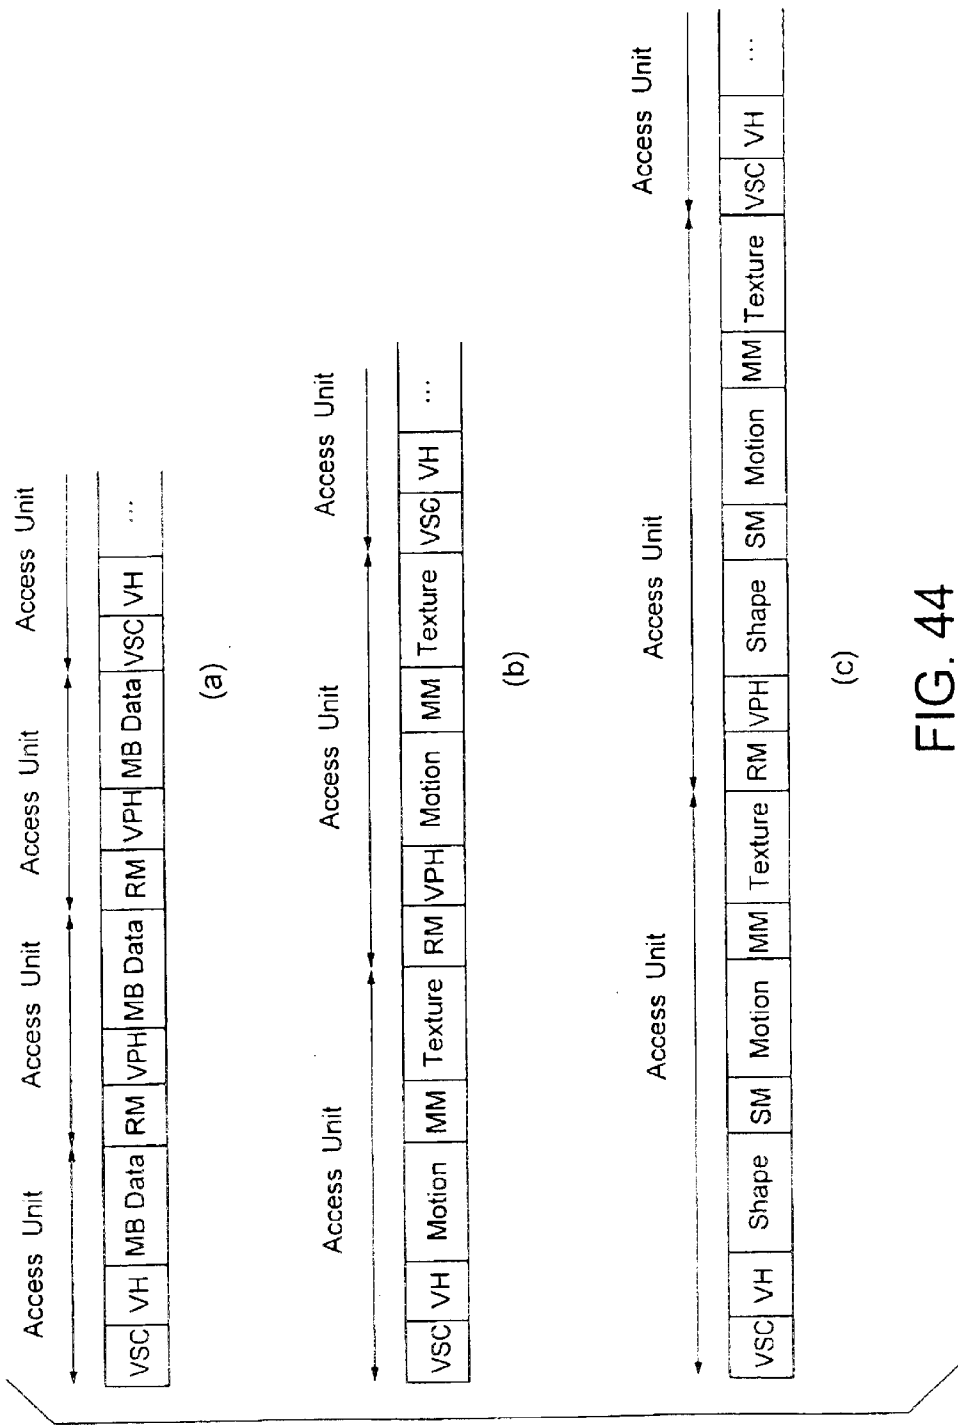 Access Unit Access Unit Access Unit Access Unit
VSC VH MB Data RM VPH MB Data RM VPH MB Data VSC VH ...
(a)
Access Unit Access Unit Access Unit
VSC VH Motion MM Texture RM VPH Motion MM Texture VSC VH ...
(b)
Access Unit Access Unit Access Unit
VSC VH Shape SM Motion MM Texture RM VPH Shape SM Motion MM Texture VSC VH ...
(c)
FIG. 44